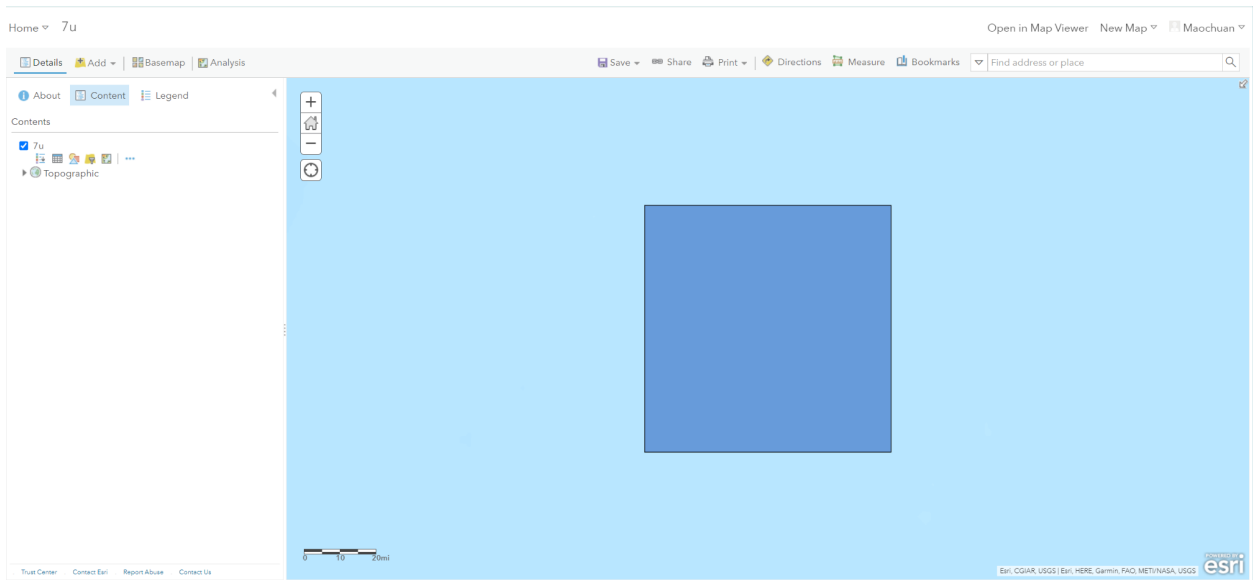 Home 7u Open in Map Viewer New Map Maochuan
Details Add Basemap Analysis Save Share Print Directions Measure Bookmarks Find address or place
About Content Legend
Contents
7u
Topographic
+
−
0 10 20mi
Trust Center Contact Esri Report Abuse Contact Us
Esri, CGIAR, USGS | Esri, HERE, Garmin, FAO, METI/NASA, USGS
POWERED BY
esri